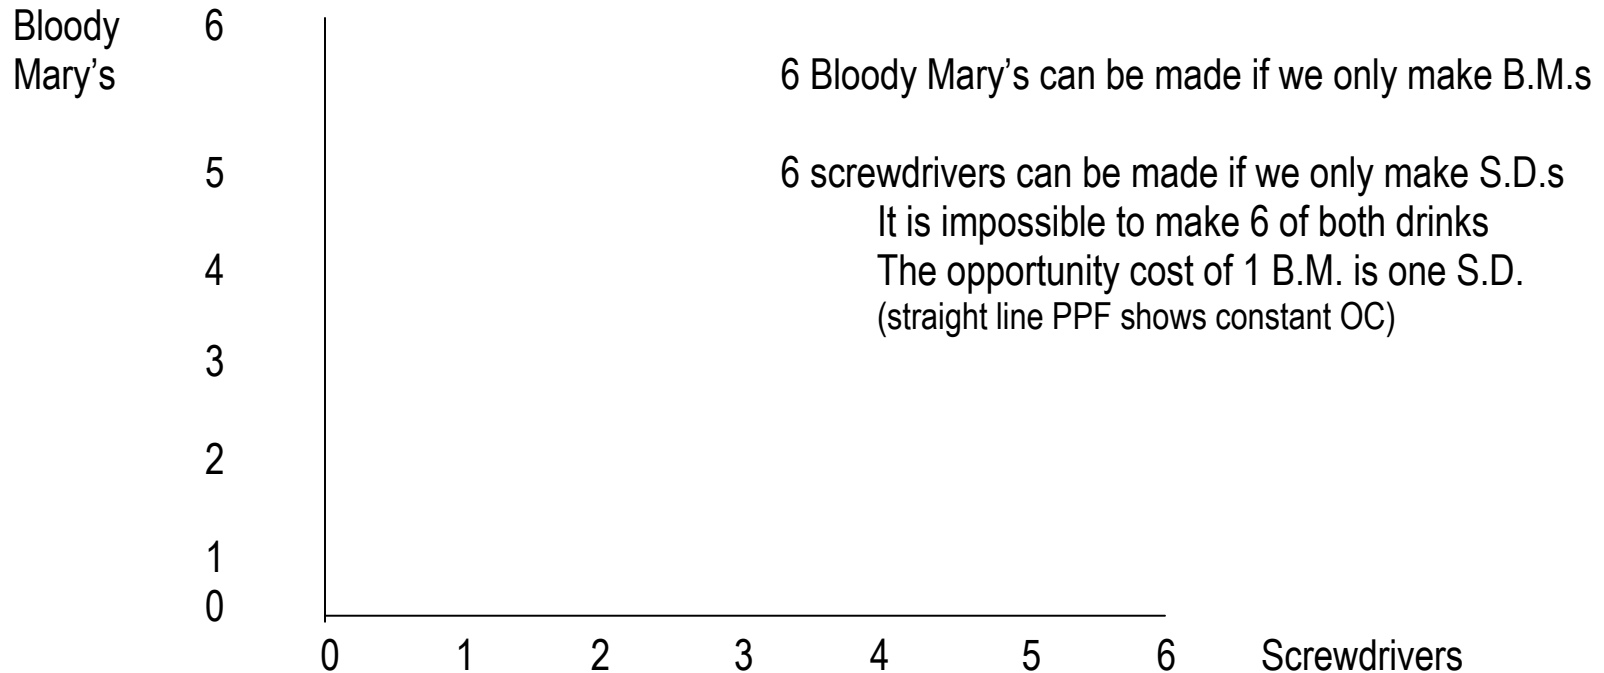 Bloody 6
Mary’s
6 Bloody Mary’s can be made if we only make B.M.s
5 6 screwdrivers can be made if we only make S.D.s
It is impossible to make 6 of both drinks
4 The opportunity cost of 1 B.M. is one S.D.
(straight line PPF shows constant OC)
3
2
1
0
0 1 2 3 4 5 6 Screwdrivers